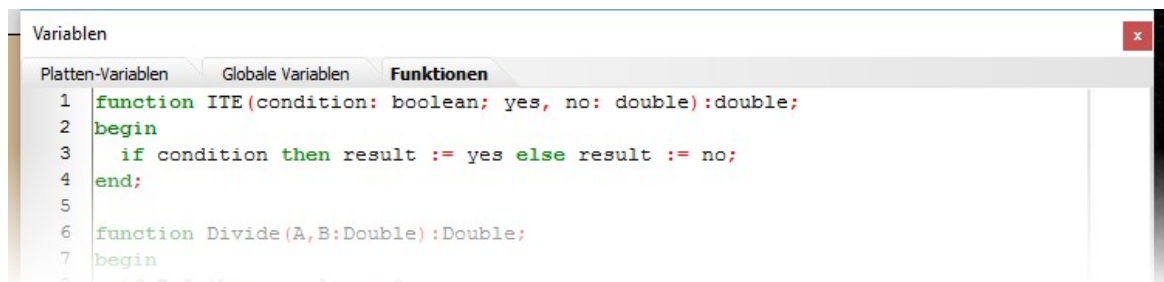 Variablen
x
Platten-Variablen Globale Variablen Funktionen
1 function ITE(condition: boolean; yes, no: double):double;
2 begin
3 if condition then result := yes else result := no;
4 end;
5
6 function Divide(A,B:Double):Double;
7 begin